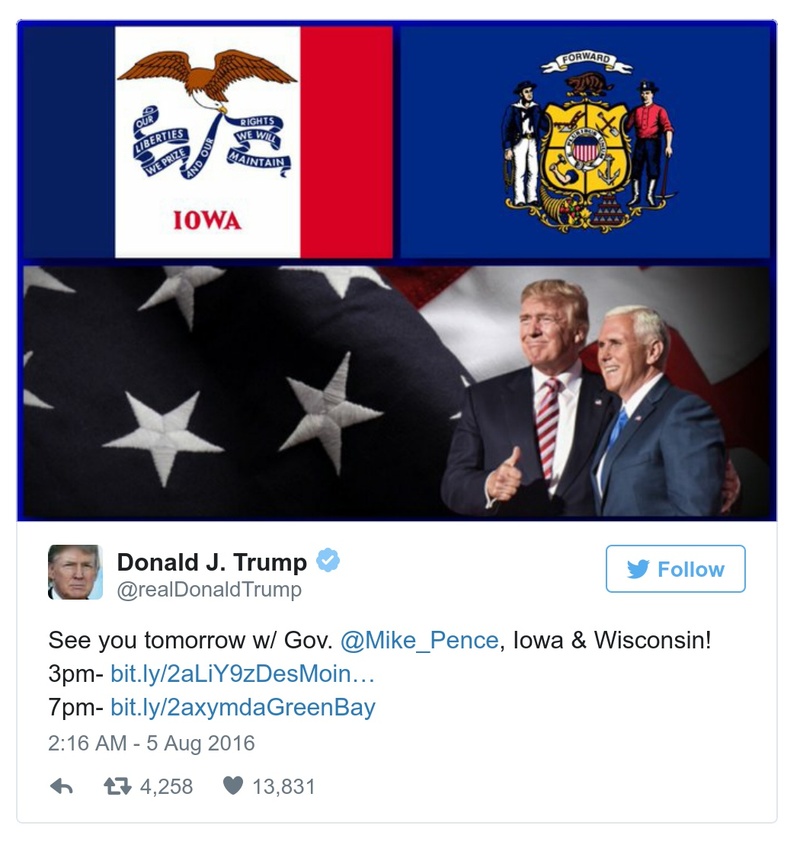 OUR
LIBERTIES
WE PRIZE
AND OUR
RIGHTS
WE WILL
MAINTAIN
IOWA
FORWARD
Donald J. Trump
@realDonaldTrump
Follow
See you tomorrow w/ Gov. @Mike_Pence, Iowa & Wisconsin!
3pm- bit.ly/2aLiY9zDesMoin…
7pm- bit.ly/2axymdaGreenBay
2:16 AM - 5 Aug 2016
4,258 13,831